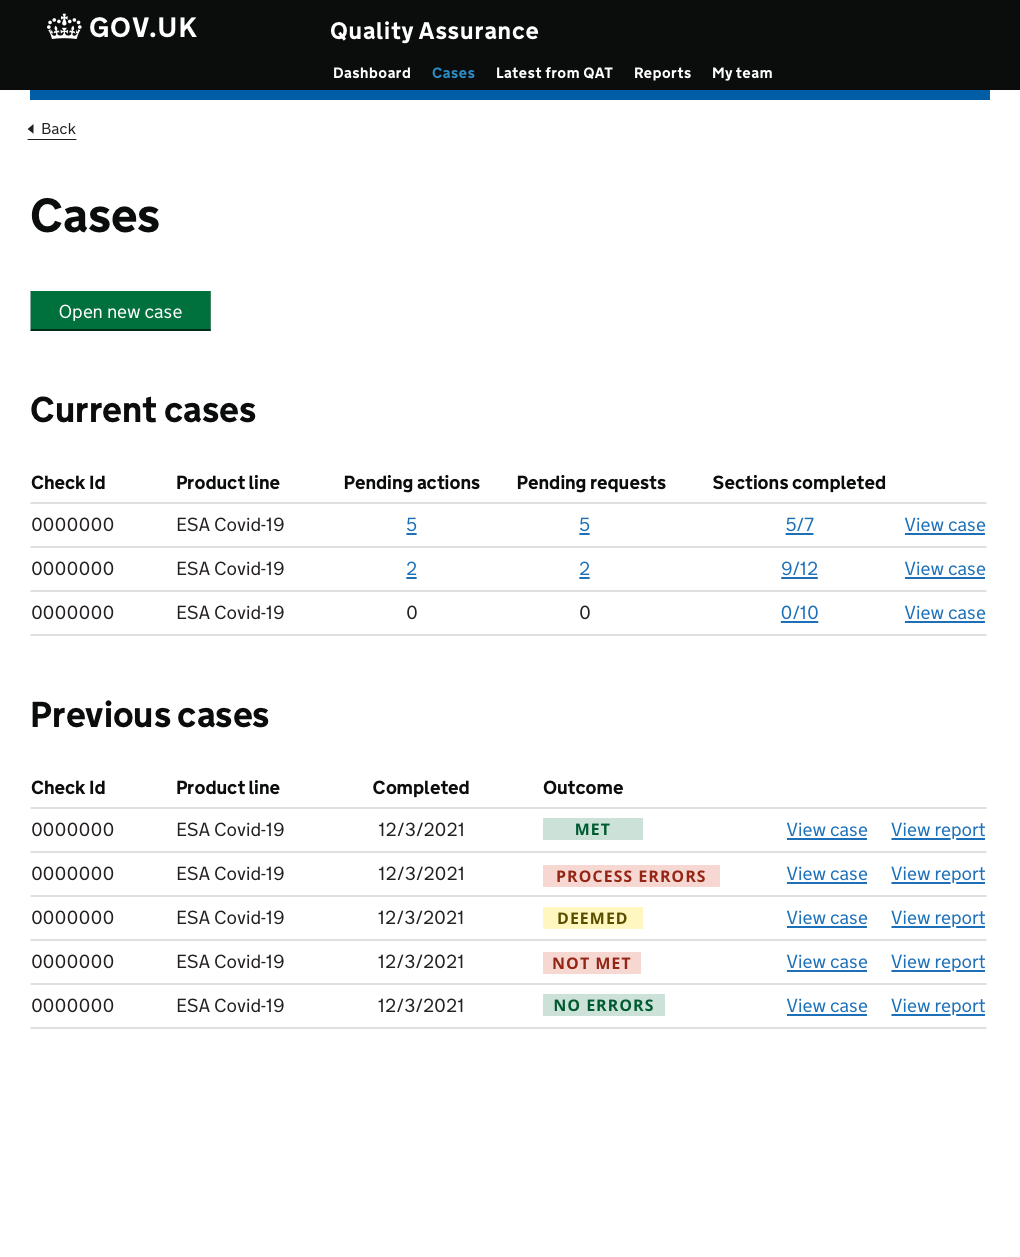 GOV.UK
Quality Assurance
Dashboard Cases Latest from QAT Reports My team
Back
Cases
Open new case
Current cases
Check Id Product line Pending actions Pending requests Sections completed
0000000 ESA Covid-19 5 5 5/7 View case
0000000 ESA Covid-19 2 2 9/12 View case
0000000 ESA Covid-19 0 0 0/10 View case
Previous cases
Check Id Product line Completed Outcome
0000000 ESA Covid-19 12/3/2021 MET View case View report
0000000 ESA Covid-19 12/3/2021 PROCESS ERRORS View case View report
0000000 ESA Covid-19 12/3/2021 DEEMED View case View report
0000000 ESA Covid-19 12/3/2021 NOT MET View case View report
0000000 ESA Covid-19 12/3/2021 NO ERRORS View case View report